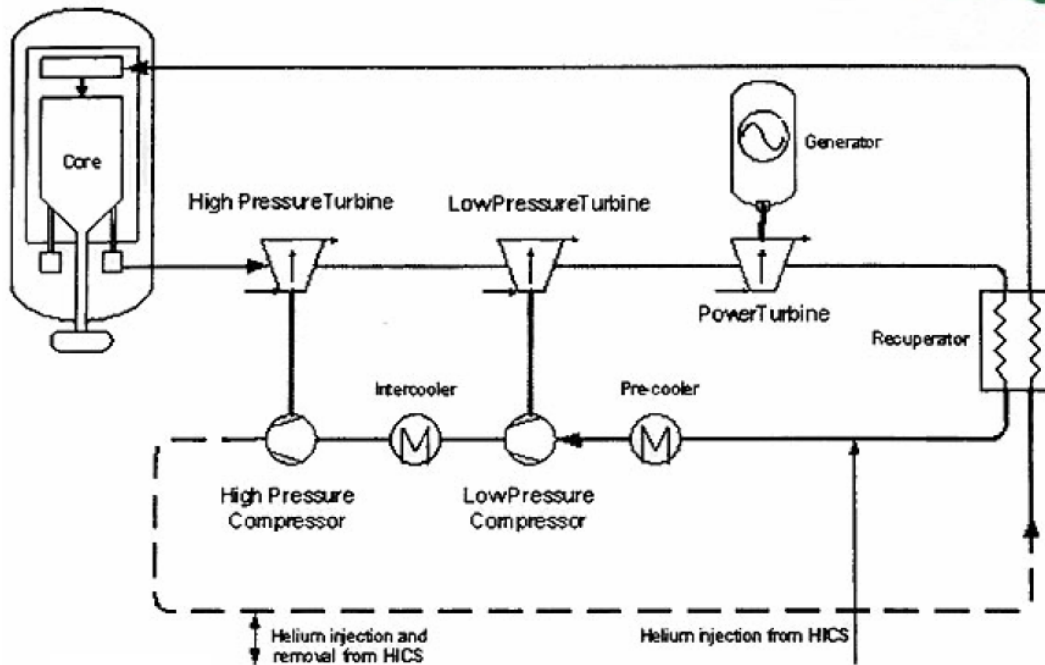 Core
High PressureTurbine
LowPressureTurbine
Generator
PowerTurbine
Recuperator
Intercooler
Pre-cooler
High Pressure
Compressor
LowPressure
Compressor
Helium injection and
removal from HICS
Helium injection from HICS